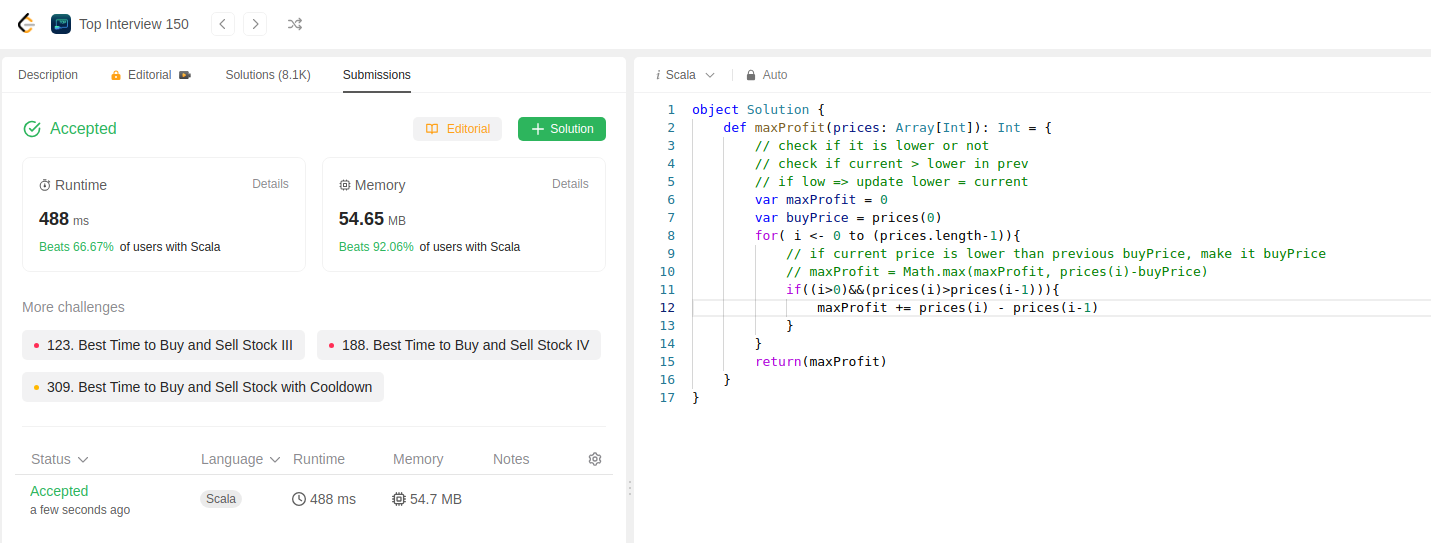 Top Interview 150
Description
Editorial
Solutions (8.1K)
Submissions
Accepted
Editorial
Solution
Runtime
Details
488 ms
Beats 66.67% of users with Scala
Memory
Details
54.65 MB
Beats 92.06% of users with Scala
More challenges
123. Best Time to Buy and Sell Stock III
188. Best Time to Buy and Sell Stock IV
309. Best Time to Buy and Sell Stock with Cooldown
Status
Language
Runtime
Memory
Notes
Accepted
a few seconds ago
Scala
488 ms
54.7 MB
i Scala
Auto
1 object Solution {
2     def maxProfit(prices: Array[Int]): Int = {
3         // check if it is lower or not
4         // check if current > lower in prev
5         // if low => update lower = current
6         var maxProfit = 0
7         var buyPrice = prices(0)
8         for( i <- 0 to (prices.length-1)){
9             // if current price is lower than previous buyPrice, make it buyPrice
10             // maxProfit = Math.max(maxProfit, prices(i)-buyPrice)
11             if((i>0)&&(prices(i)>prices(i-1))){
12                 maxProfit += prices(i) - prices(i-1)
13             }
14         }
15         return(maxProfit)
16     }
17 }